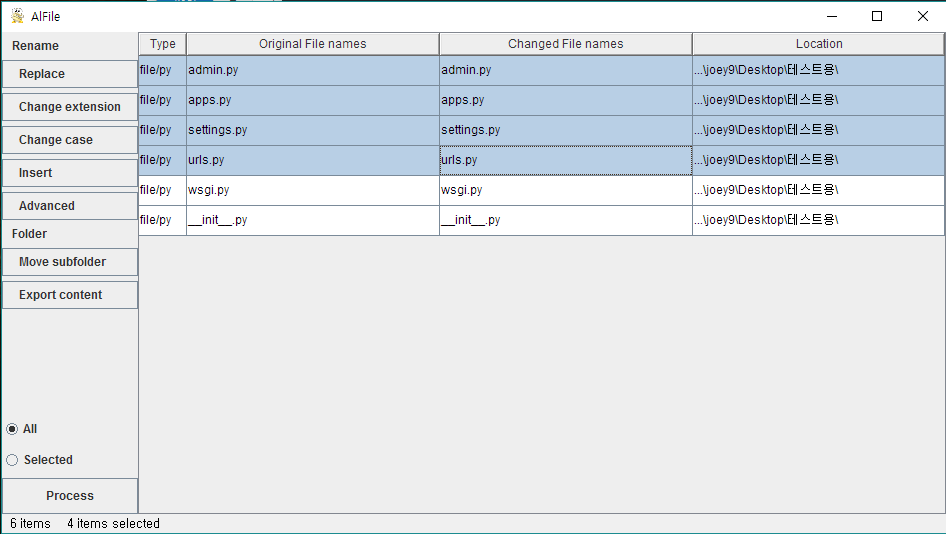 AlFile
Rename
Replace
Change extension
Change case
Insert
Advanced
Folder
Move subfolder
Export content
All
Selected
Process
Type Original File names Changed File names Location
file/py admin.py admin.py ...\joey9\Desktop\테스트용\
file/py apps.py apps.py ...\joey9\Desktop\테스트용\
file/py settings.py settings.py ...\joey9\Desktop\테스트용\
file/py urls.py urls.py ...\joey9\Desktop\테스트용\
file/py wsgi.py wsgi.py ...\joey9\Desktop\테스트용\
file/py __init__.py __init__.py ...\joey9\Desktop\테스트용\
6 items 4 items selected